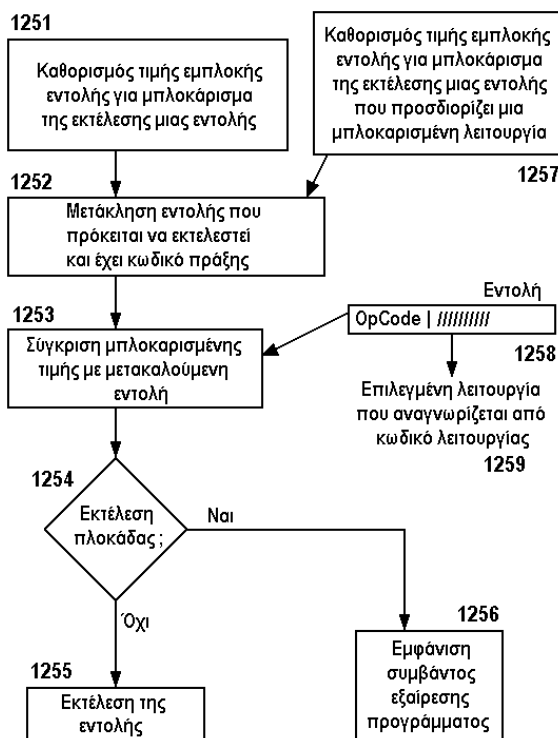 1251
Καθορισμός τιμής εμπλοκής
εντολής για μπλοκάρισμα
της εκτέλεσης μιας εντολής
Καθορισμός τιμής εμπλοκής
εντολής για μπλοκάρισμα
της εκτέλεσης μιας εντολής
που προσδιορίζει μια
μπλοκαρισμένη λειτουργία
1257
1252
Μετάκληση εντολής που
πρόκειται να εκτελεστεί
και έχει κωδικό πράξης
1253
Σύγκριση μπλοκαρισμένης
τιμής με μετακαλούμενη
εντολή
Εντολή
OpCode | //////////
1258
Επιλεγμένη λειτουργία
που αναγνωρίζεται από
κωδικό λειτουργίας
1259
1254
Εκτέλεση
πλοκάδας ;
Ναι
Όχι
1255
Εκτέλεση της
εντολής
1256
Εμφάνιση
συμβάντος
εξαίρεσης
προγράμματος